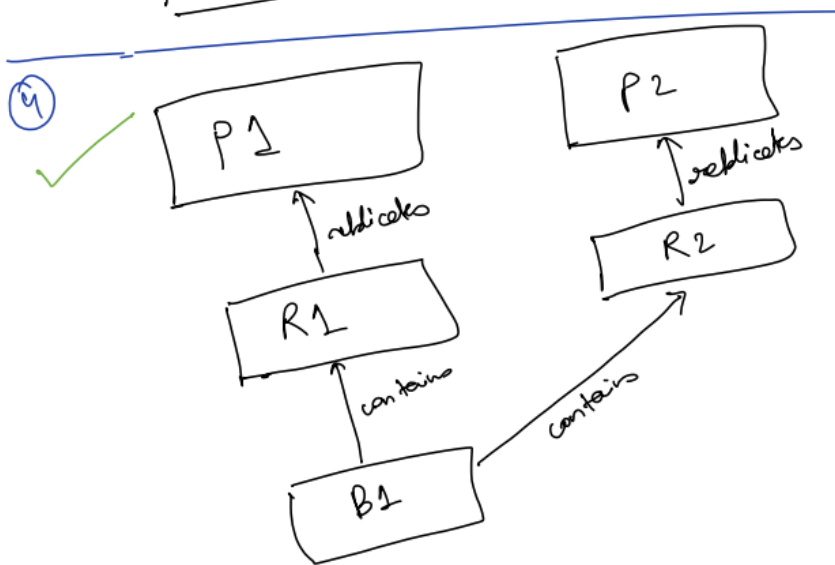 4
P1
P2
replicates
replicates
R1
R2
contains
contains
B1